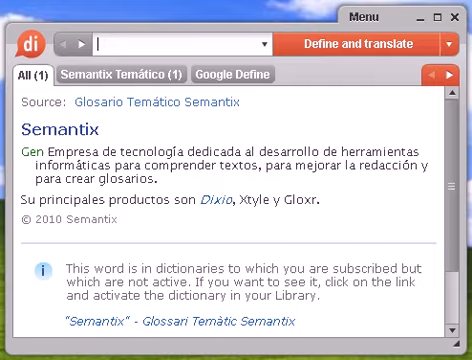 Menu
di
Define and translate
All (1)
Semantix Temático (1)
Google Define
Source: Glosario Temático Semantix
Semantix
Gen Empresa de tecnología dedicada al desarrollo de herramientas
informáticas para comprender textos, para mejorar la redacción y
para crear glosarios.
Su principales productos son Dixio, Xtyle y Gloxr.
© 2010 Semantix
i
This word is in dictionaries to which you are subscribed but
which are not active. If you want to see it, click on the link
and activate the dictionary in your Library.
"Semantix" - Glossari Temàtic Semantix